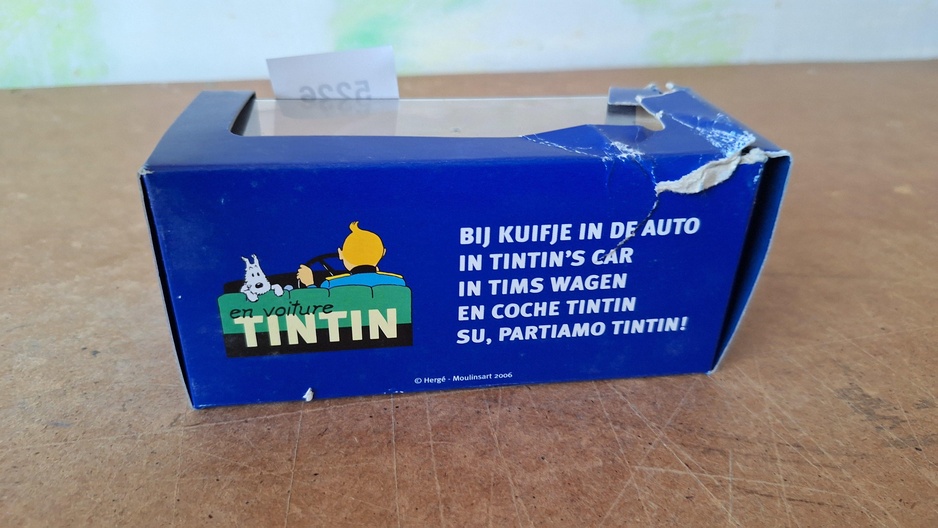 5226
en voiture
TINTIN
BIJ KUIFJE IN DE AUTO
IN TINTIN'S CAR
IN TIMS WAGEN
EN COCHE TINTIN
SU, PARTIAMO TINTIN!
© Hergé - Moulinsart 2006